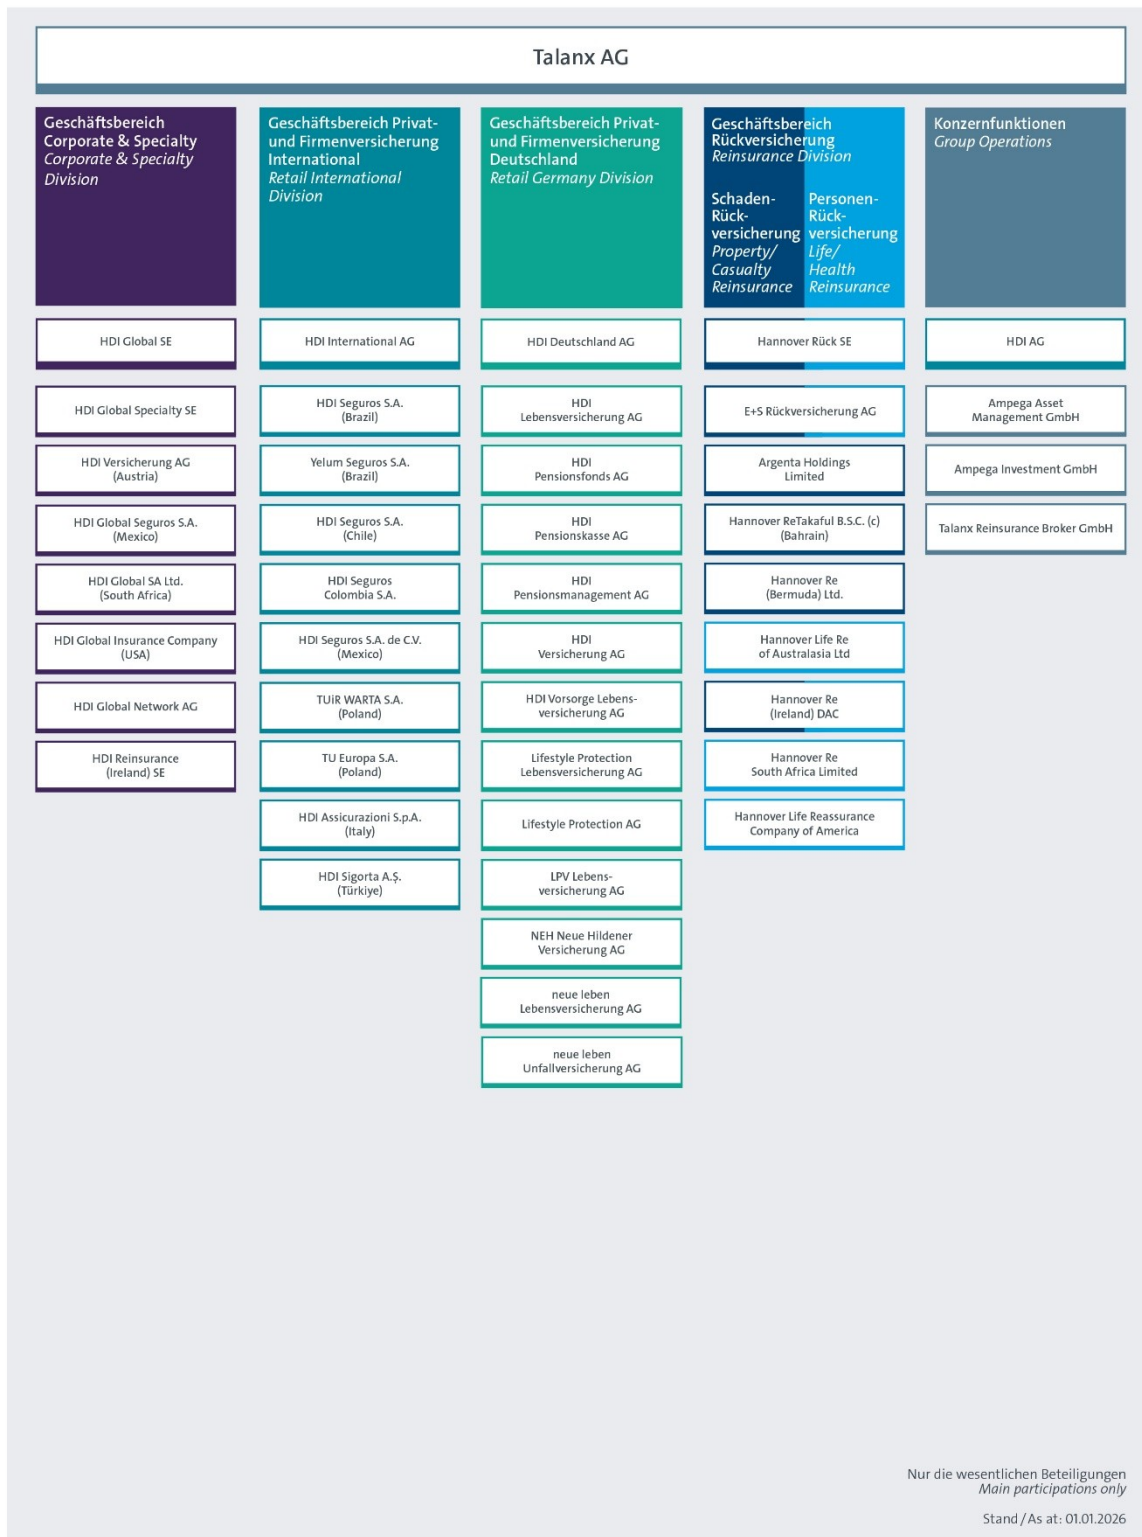 Talanx AG
Geschäftsbereich
Corporate & Specialty
Corporate & Specialty
Division
Geschäftsbereich Privat-
und Firmenversicherung
International
Retail International
Division
Geschäftsbereich Privat-
und Firmenversicherung
Deutschland
Retail Germany Division
Geschäftsbereich
Rückversicherung
Reinsurance Division
Schaden-
Rück-
versicherung
Property/
Casualty
Reinsurance
Personen-
Rück-
versicherung
Life/
Health
Reinsurance
Konzernfunktionen
Group Operations
HDI Global SE
HDI Global Specialty SE
HDI Versicherung AG
(Austria)
HDI Global Seguros S.A.
(Mexico)
HDI Global SA Ltd.
(South Africa)
HDI Global Insurance Company
(USA)
HDI Global Network AG
HDI Reinsurance
(Ireland) SE
HDI International AG
HDI Seguros S.A.
(Brazil)
Yelum Seguros S.A.
(Brazil)
HDI Seguros S.A.
(Chile)
HDI Seguros
Colombia S.A.
HDI Seguros S.A. de C.V.
(Mexico)
TUiR WARTA S.A.
(Poland)
TU Europa S.A.
(Poland)
HDI Assicurazioni S.p.A.
(Italy)
HDI Sigorta A.Ş.
(Türkiye)
HDI Deutschland AG
HDI
Lebensversicherung AG
HDI
Pensionsfonds AG
HDI
Pensionskasse AG
HDI
Pensionsmanagement AG
HDI
Versicherung AG
HDI Vorsorge Lebens-
versicherung AG
Lifestyle Protection
Lebensversicherung AG
Lifestyle Protection AG
LPV Lebens-
versicherung AG
NEH Neue Hildener
Versicherung AG
neue leben
Lebensversicherung AG
neue leben
Unfallversicherung AG
Hannover Rück SE
E+S Rückversicherung AG
Argenta Holdings
Limited
Hannover ReTakaful B.S.C. (c)
(Bahrain)
Hannover Re
(Bermuda) Ltd.
Hannover Life Re
of Australasia Ltd
Hannover Re
(Ireland) DAC
Hannover Re
South Africa Limited
Hannover Life Reassurance
Company of America
HDI AG
Ampega Asset
Management GmbH
Ampega Investment GmbH
Talanx Reinsurance Broker GmbH
Nur die wesentlichen Beteiligungen
Main participations only
Stand / As at: 01.01.2026